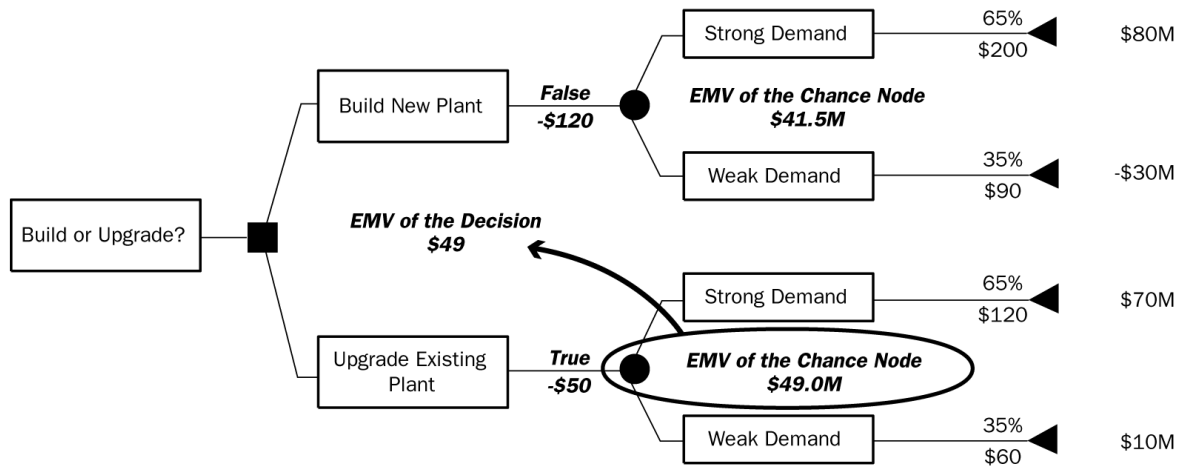 Strong Demand
65%
$200
$80M
Build New Plant
False
-$120
EMV of the Chance Node
$41.5M
Weak Demand
35%
$90
-$30M
Build or Upgrade?
EMV of the Decision
$49
Strong Demand
65%
$120
$70M
Upgrade Existing
Plant
True
-$50
EMV of the Chance Node
$49.0M
Weak Demand
35%
$60
$10M